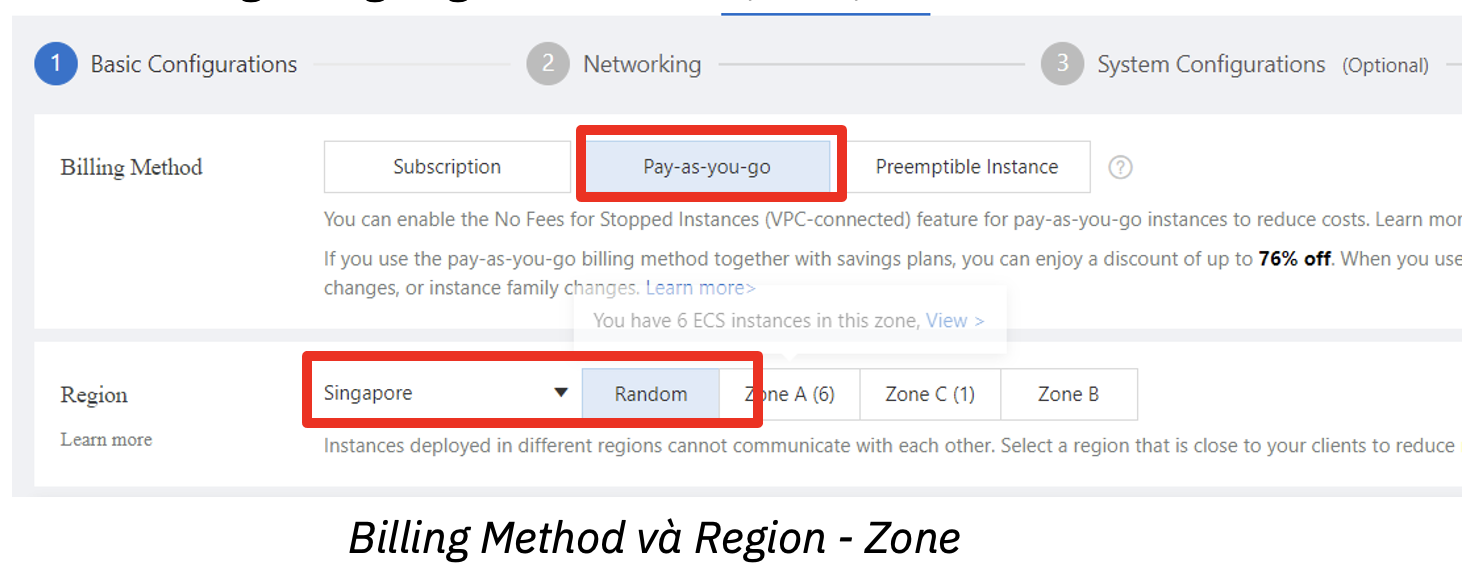 1 Basic Configurations 2 Networking 3 System Configurations (Optional)
Billing Method Subscription Pay-as-you-go Preemptible Instance ?
You can enable the No Fees for Stopped Instances (VPC-connected) feature for pay-as-you-go instances to reduce costs. Learn mor
If you use the pay-as-you-go billing method together with savings plans, you can enjoy a discount of up to 76% off. When you use
changes, or instance family changes. Learn more>
You have 6 ECS instances in this zone, View >
Region Singapore Random Zone A (6) Zone C (1) Zone B
Learn more
Instances deployed in different regions cannot communicate with each other. Select a region that is close to your clients to reduce
Billing Method và Region - Zone